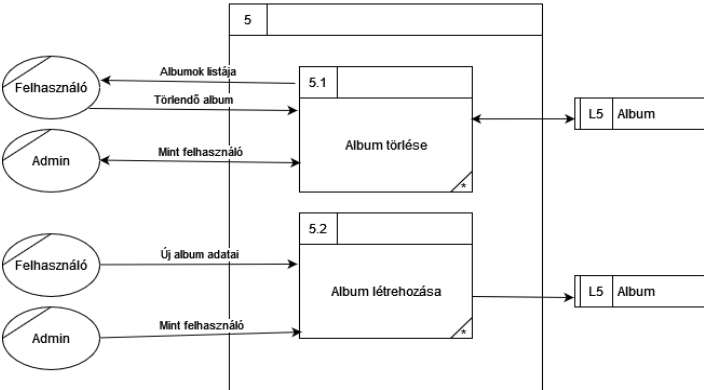 5
Albumok listája
5.1
Felhasználó
Törlendő album
L5 Album
Album törlése
Mint felhasználó
Admin
*
5.2
Új album adatai
Felhasználó
Album létrehozása
L5 Album
Mint felhasználó
Admin
*